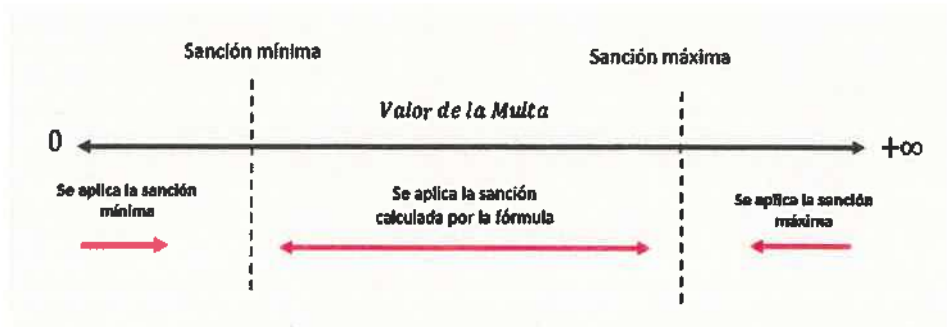 Sanción mínima
Sanción máxima
Valor de la Multa
0
+∞
Se aplica la sanción
mínima
Se aplica la sanción
calculada por la fórmula
Se aplica la sanción
máxima